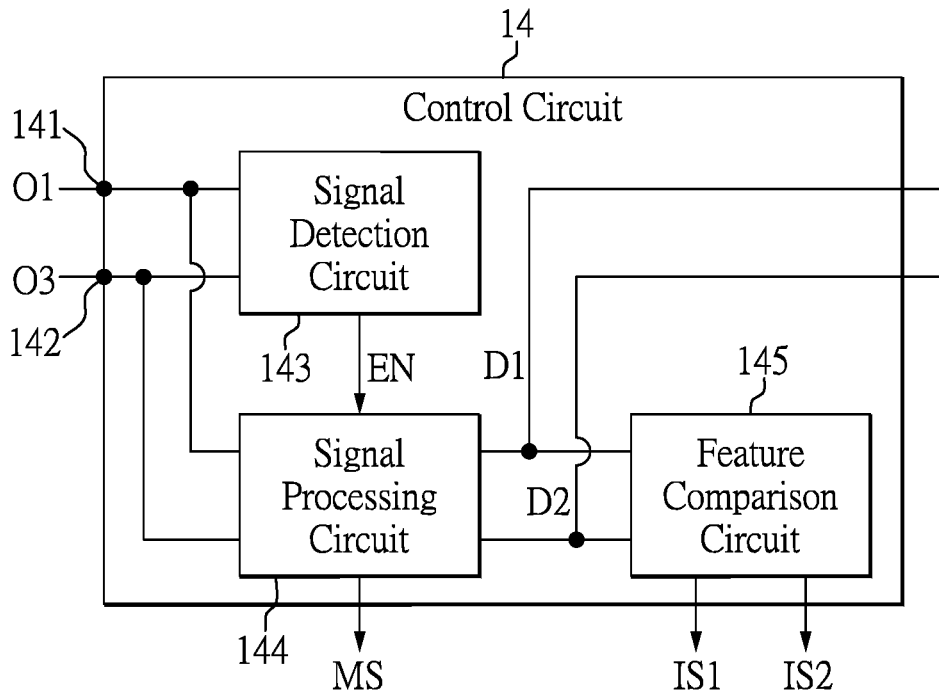 14
Control Circuit
141
O1
Signal
Detection
Circuit
O3
142
143
EN
D1
145
Signal
Processing
Circuit
D2
Feature
Comparison
Circuit
144
MS
IS1
IS2